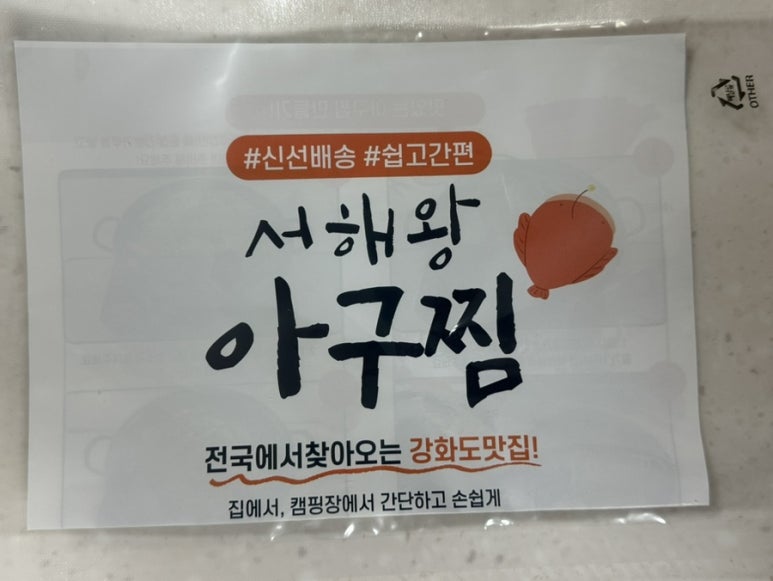 #신선배송 #쉽고간편
서해왕
아구찜
전국에서찾아오는 강화도맛집!
집에서, 캠핑장에서 간단하고 손쉽게
OTHER